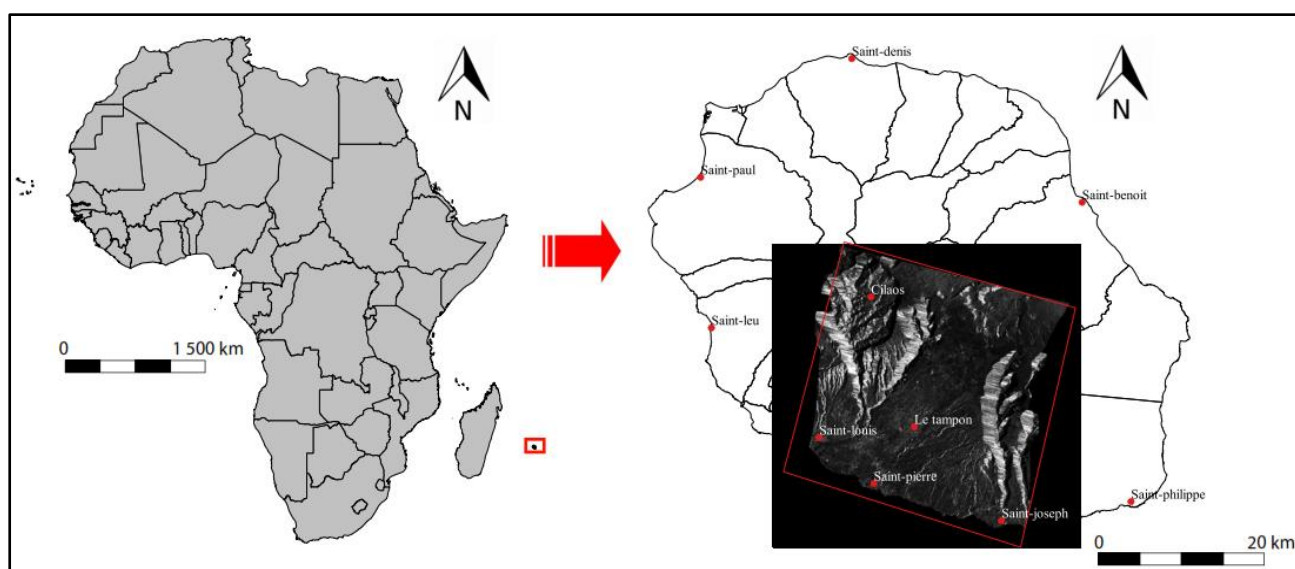 N
0 1 500 km
Saint-denis
N
Saint-paul
Saint-benoit
Cilaos
Saint-leu
Saint-louis
Le tampon
Saint-pierre
Saint-philippe
Saint-joseph
0 20 km